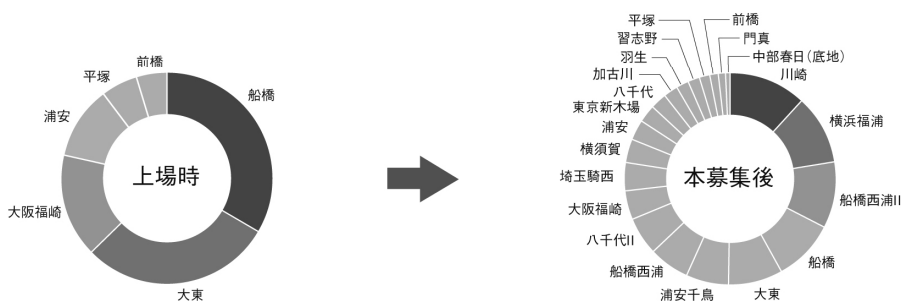 上場時
船橋
大東
大阪福崎
浦安
平塚
前橋
本募集後
川崎
横浜福浦
船橋西浦II
船橋
大東
浦安千鳥
船橋西浦
八千代II
大阪福崎
埼玉騎西
横須賀
浦安
東京新木場
八千代
加古川
羽生
習志野
平塚
前橋
門真
中部春日(底地)